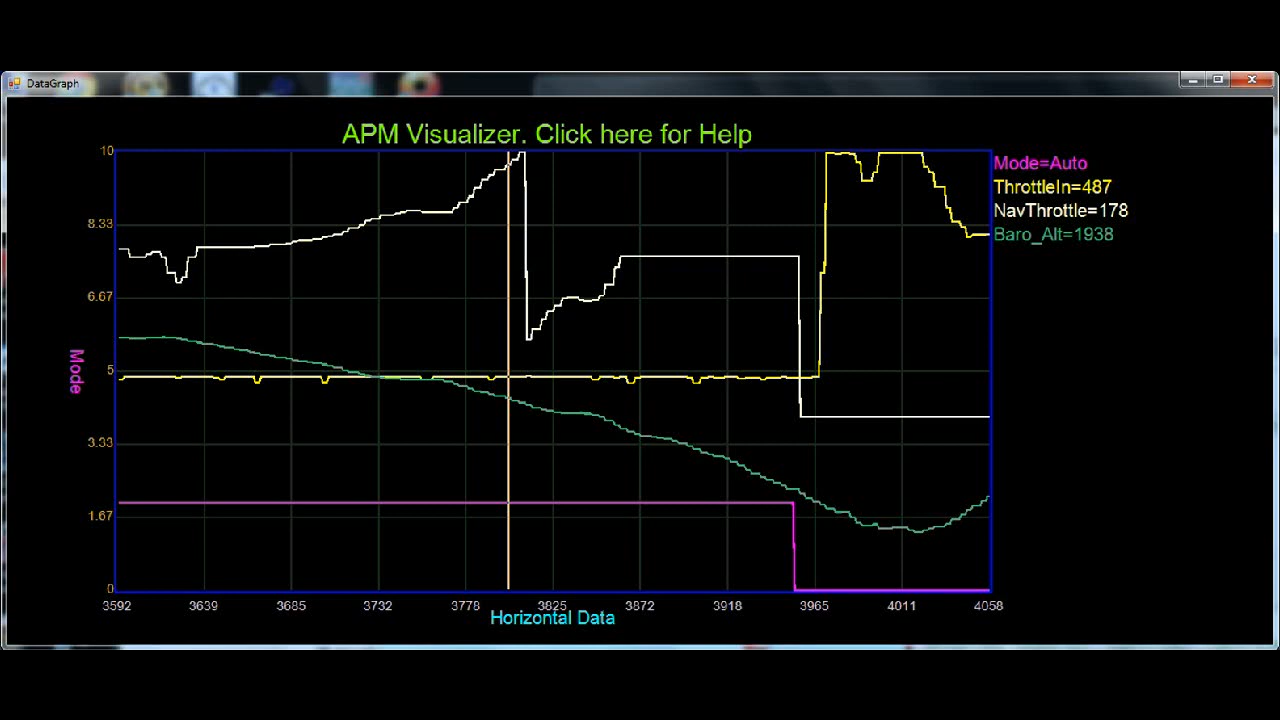 DataGraph
APM Visualizer. Click here for Help
10
8.33
6.67
5
3.33
1.67
0
Mode
Mode=Auto
ThrottleIn=487
NavThrottle=178
Baro_Alt=1938
3592 3639 3685 3732 3778 3825 3872 3918 3965 4011 4058
Horizontal Data